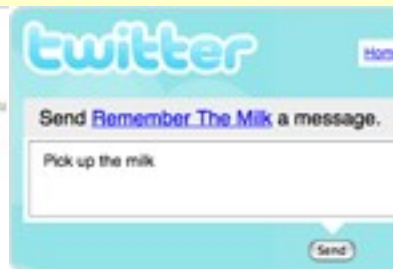 twitter
Hom
Send Remember The Milk a message.
Pick up the milk
Send